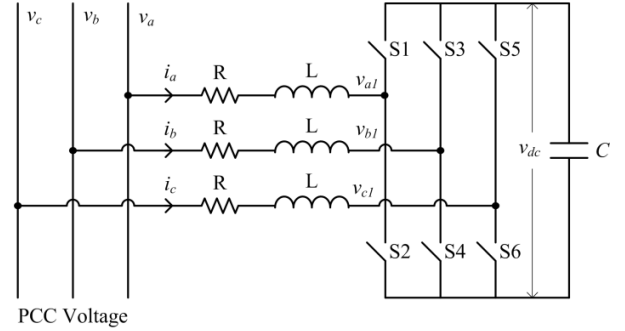 v_c v_b v_a
S1 S3 S5
i_a R L v_a1
i_b R L v_b1
v_dc C
i_c R L v_c1
S2 S4 S6
PCC Voltage